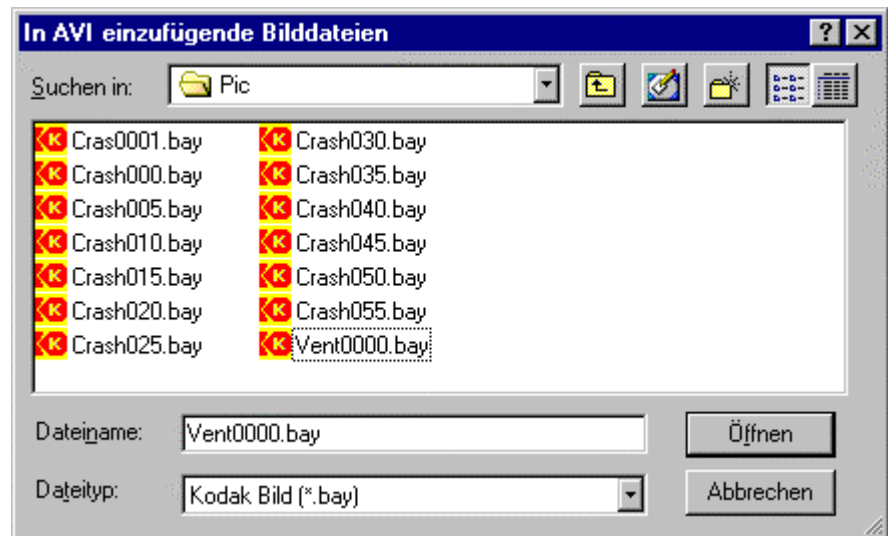 In AVI einzufügende Bilddateien
Suchen in: Pic
Cras0001.bay
Crash000.bay
Crash005.bay
Crash010.bay
Crash015.bay
Crash020.bay
Crash025.bay
Crash030.bay
Crash035.bay
Crash040.bay
Crash045.bay
Crash050.bay
Crash055.bay
Vent0000.bay
Dateiname: Vent0000.bay Öffnen
Dateityp: Kodak Bild (*.bay) Abbrechen